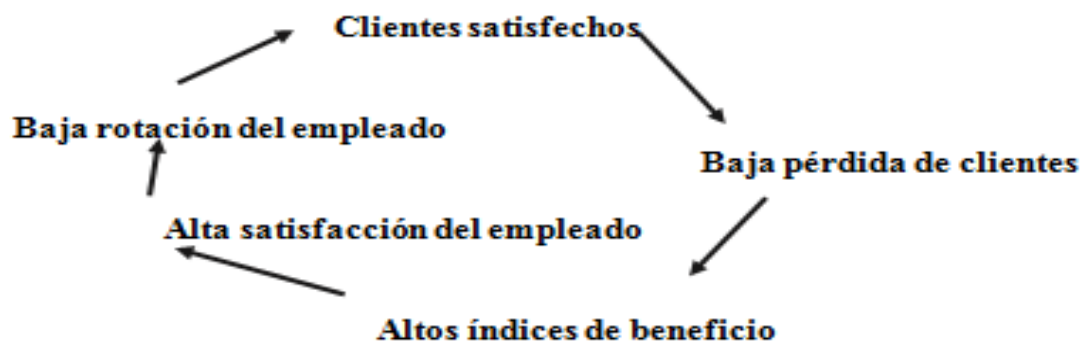 Clientes satisfechos
Baja rotación del empleado
Baja pérdida de clientes
Alta satisfacción del empleado
Altos índices de beneficio